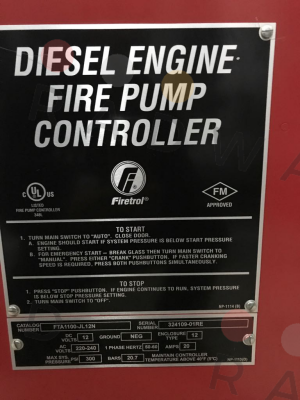 DIESEL ENGINE
FIRE PUMP
CONTROLLER
F
Firetrol®
C UL US
LISTED
FIRE PUMP CONTROLLER
FM
APPROVED
TO START
1. TURN MAIN SWITCH TO "AUTO". CLOSE DOOR.
A. ENGINE SHOULD START IF SYSTEM PRESSURE IS BELOW START PRESSURE
SETTING.
B. FOR EMERGENCY START — BREAK GLASS THEN TURN MAIN SWITCH TO
"MANUAL". PRESS EITHER "CRANK" PUSHBUTTON. IF FASTER CRANKING
SPEED IS REQUIRED, PRESS BOTH PUSHBUTTONS SIMULTANEOUSLY.
TO STOP
1. PRESS "STOP" PUSHBUTTON. IF ENGINE CONTINUES TO RUN, SYSTEM PRESSURE
IS BELOW PRESSURE SETTING.
2. TURN MAIN SWITCH TO "OFF".
CATALOG NUMBER FTA1100-JL12N SERIAL NUMBER 324109-01RE
DC VOLTS 12 GROUND NEG ENCLOSURE TYPE 12
AC VOLTS 220-240 1 PHASE HERTZ AMPS 20
MAX SYS. PRESSURE PSI 300 BARS 20.7 MAINTAIN CONTROLLER TEMPERATURE ABOVE 40°F (5°C)